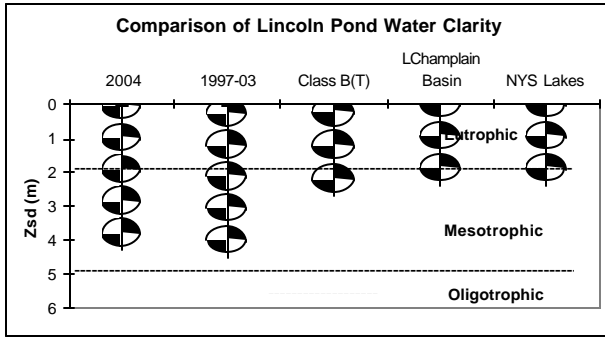 Comparison of Lincoln Pond Water Clarity
LChamplain
2004 1997-03 Class B(T) Basin NYS Lakes
0
1
Eutrophic
2
3
Zsd (m)
Mesotrophic
4
5
Oligotrophic
6